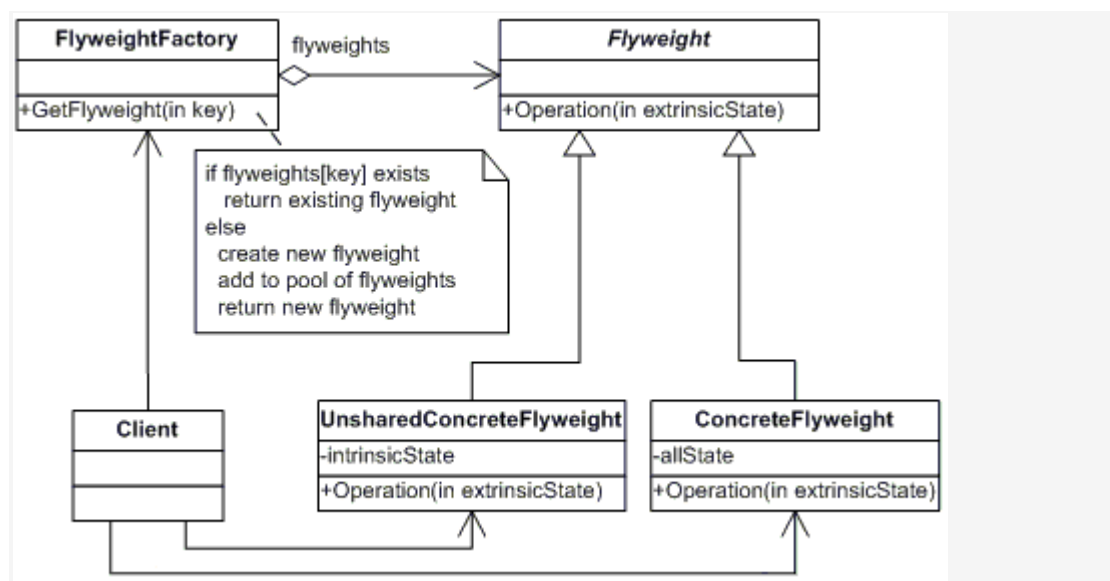 FlyweightFactory
flyweights
Flyweight
+GetFlyweight(in key)
+Operation(in extrinsicState)
if flyweights[key] exists
return existing flyweight
else
create new flyweight
add to pool of flyweights
return new flyweight
Client
UnsharedConcreteFlyweight
-intrinsicState
+Operation(in extrinsicState)
ConcreteFlyweight
-allState
+Operation(in extrinsicState)